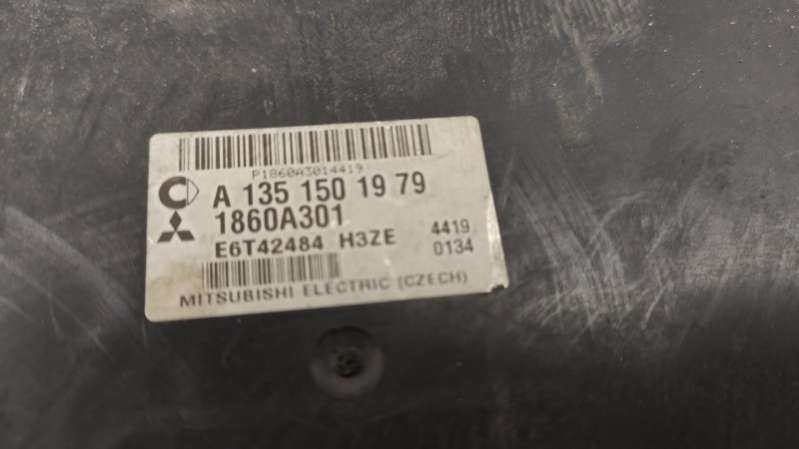 P1860A3014419
A 135 150 19 79
1860A301
E6T42484 H3ZE 4419
0134
MITSUBISHI ELECTRIC (CZECH)